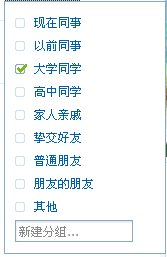 现在同事
以前同事
大学同学
高中同学
家人亲戚
挚交好友
普通朋友
朋友的朋友
其他
新建分组...